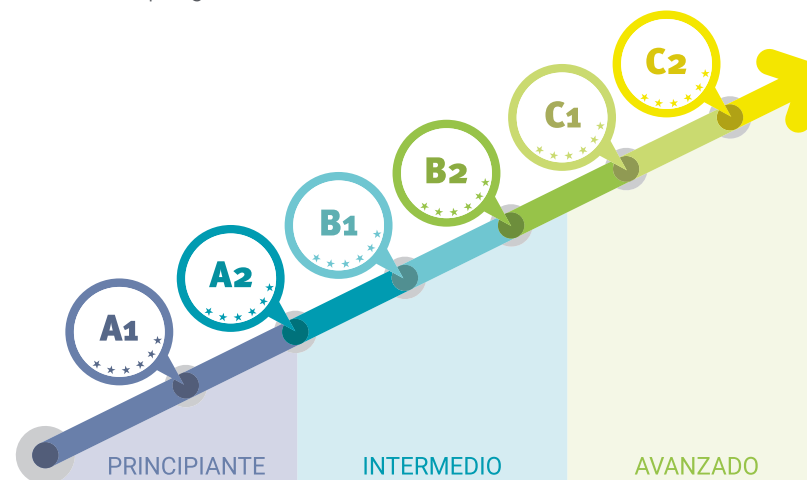 C2
C1
B2
B1
A2
A1
PRINCIPIANTE
INTERMEDIO
AVANZADO